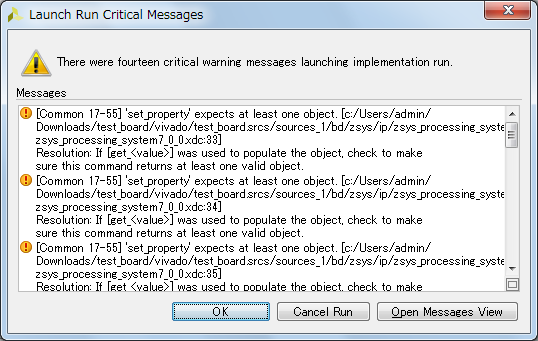 Launch Run Critical Messages
There were fourteen critical warning messages launching implementation run.
Messages
[Common 17-55] 'set_property' expects at least one object. [c:/Users/admin/
Downloads/test_board/vivado/test_board.srcs/sources_1/bd/zsys/ip/zsys_processing_syste
zsys_processing_system7_0_0.xdc:33]
Resolution: If [get_<value>] was used to populate the object, check to make
sure this command returns at least one valid object.
[Common 17-55] 'set_property' expects at least one object. [c:/Users/admin/
Downloads/test_board/vivado/test_board.srcs/sources_1/bd/zsys/ip/zsys_processing_syste
zsys_processing_system7_0_0.xdc:34]
Resolution: If [get_<value>] was used to populate the object, check to make
sure this command returns at least one valid object.
[Common 17-55] 'set_property' expects at least one object. [c:/Users/admin/
Downloads/test_board/vivado/test_board.srcs/sources_1/bd/zsys/ip/zsys_processing_syste
zsys_processing_system7_0_0.xdc:35]
Resolution: If [get_<value>] was used to populate the object, check to make
OK
Cancel Run
Open Messages View